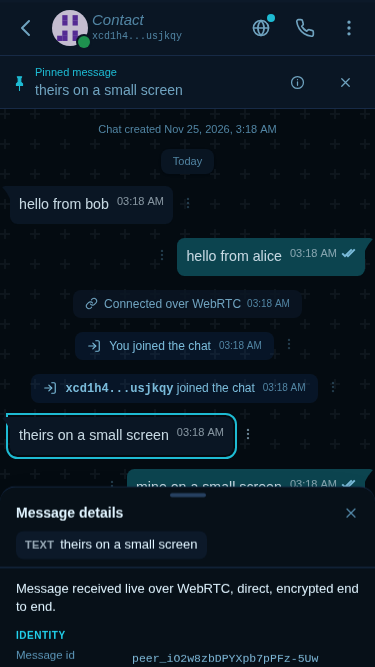 Contact
xcd1h4...usjkqy
Pinned message
theirs on a small screen
Chat created Nov 25, 2026, 3:18 AM
Today
hello from bob 03:18 AM
hello from alice 03:18 AM
Connected over WebRTC 03:18 AM
You joined the chat 03:18 AM
xcd1h4...usjkqy joined the chat 03:18 AM
theirs on a small screen 03:18 AM
mine on a small screen 03:18 AM
Message details
TEXT theirs on a small screen
Message received live over WebRTC, direct, encrypted end
to end.
IDENTITY
Message id peer_iO2w8zbDPYXpb7pPFz-5Uw